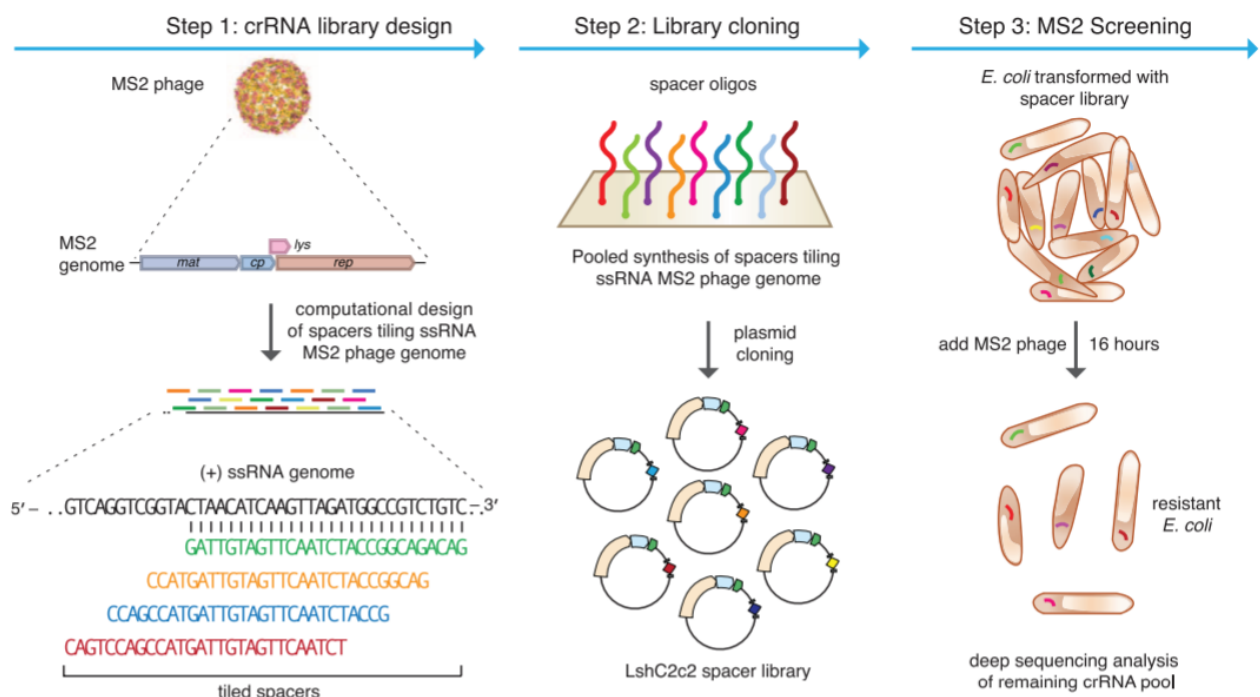 Step 1: crRNA library design
MS2 phage
MS2
genome
mat
cp
lys
rep
computational design
of spacers tiling ssRNA
MS2 phage genome
(+) ssRNA genome
5′ – . .GTCAGGTCGGTACTAACATCAAGTTAGATGGCCGTCTGTC. . – 3′
GATTGTAGTTCAATCTACCGGCAGACAG
CCATGATTGTAGTTCAATCTACCGGCAG
CCAGCCATGATTGTAGTTCAATCTACCG
CAGTCCAGCCATGATTGTAGTTCAATCT
tiled spacers
Step 2: Library cloning
spacer oligos
Pooled synthesis of spacers tiling
ssRNA MS2 phage genome
plasmid
cloning
LshC2c2 spacer library
Step 3: MS2 Screening
E. coli transformed with
spacer library
add MS2 phage
16 hours
resistant
E. coli
deep sequencing analysis
of remaining crRNA pool